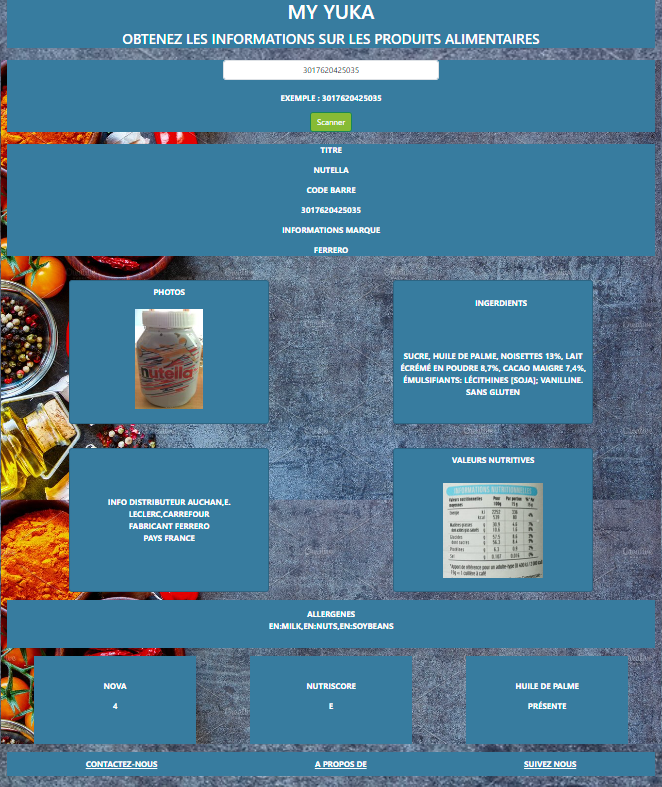 MY YUKA
OBTENEZ LES INFORMATIONS SUR LES PRODUITS ALIMENTAIRES
3017620425035
EXEMPLE : 3017620425035
Scanner
TITRE
NUTELLA
CODE BARRE
3017620425035
INFORMATIONS MARQUE
FERRERO
PHOTOS
nutella
INGERDIENTS
SUCRE, HUILE DE PALME, NOISETTES 13%, LAIT
ÉCRÉMÉ EN POUDRE 8,7%, CACAO MAIGRE 7,4%,
ÉMULSIFIANTS: LÉCITHINES [SOJA]; VANILLINE.
SANS GLUTEN
INFO DISTRIBUTEUR AUCHAN,E.
LECLERC,CARREFOUR
FABRICANT FERRERO
PAYS FRANCE
VALEURS NUTRITIVES
INFORMATIONS NUTRITIONNELLES
ALLERGENES
EN:MILK,EN:NUTS,EN:SOYBEANS
NOVA
4
NUTRISCORE
E
HUILE DE PALME
PRÉSENTE
CONTACTEZ-NOUS
A PROPOS DE
SUIVEZ NOUS